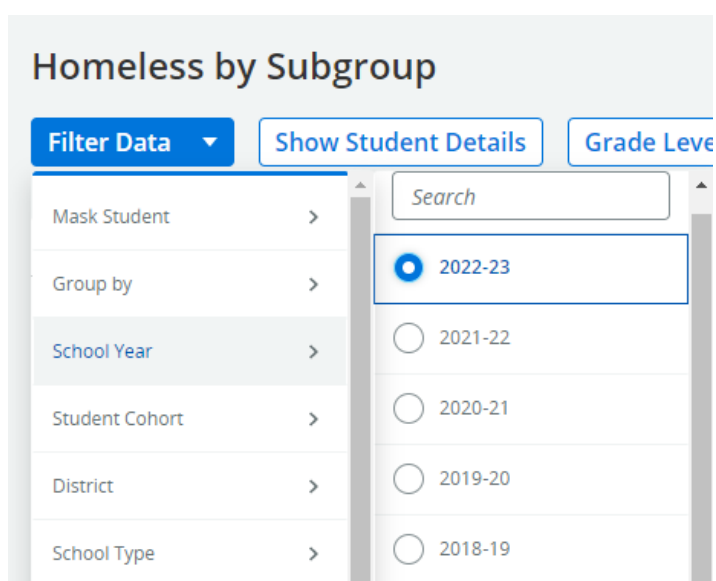 Homeless by Subgroup
Filter Data
Show Student Details
Grade Leve
Mask Student
Group by
School Year
Student Cohort
District
School Type
Search
2022-23
2021-22
2020-21
2019-20
2018-19